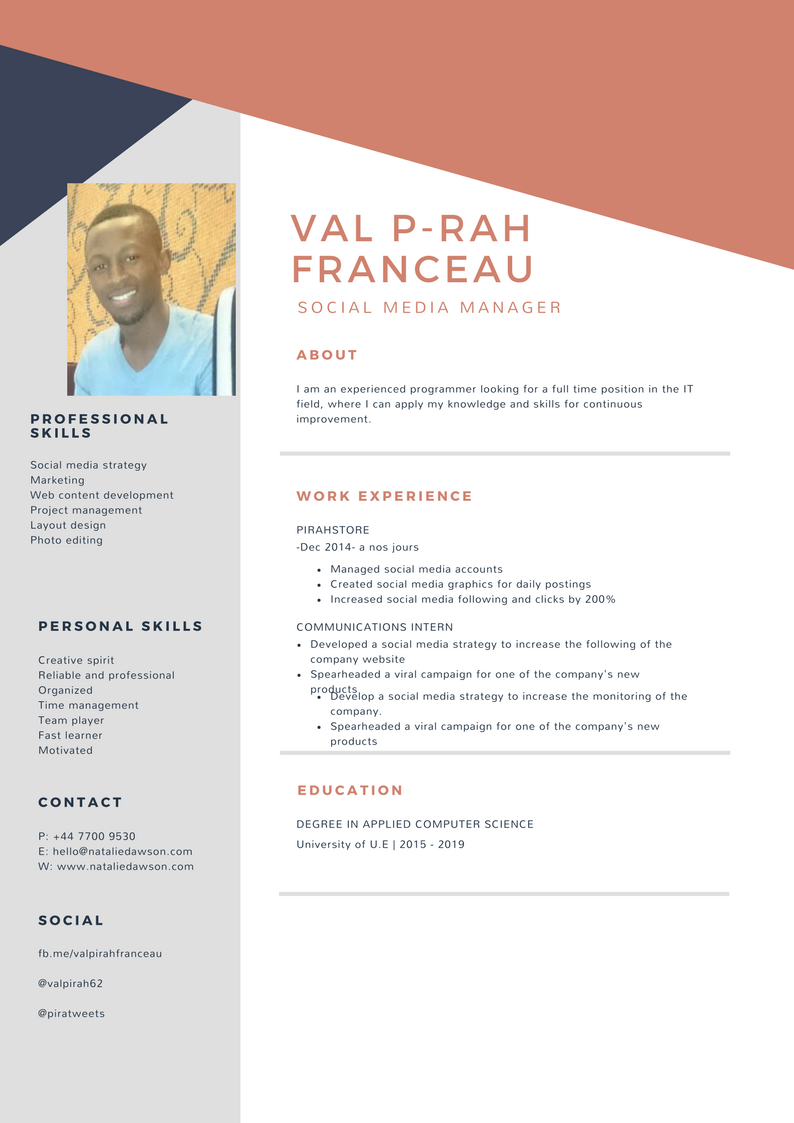 VAL P-RAH
FRANCEAU
SOCIAL MEDIA MANAGER
ABOUT
I am an experienced programmer looking for a full time position in the IT
field, where I can apply my knowledge and skills for continuous
improvement.
WORK EXPERIENCE
PIRAHSTORE
-Dec 2014- a nos jours
• Managed social media accounts
• Created social media graphics for daily postings
• Increased social media following and clicks by 200%
COMMUNICATIONS INTERN
• Developed a social media strategy to increase the following of the
company website
• Spearheaded a viral campaign for one of the company's new
products
• Develop a social media strategy to increase the monitoring of the
company.
• Spearheaded a viral campaign for one of the company's new
products
EDUCATION
DEGREE IN APPLIED COMPUTER SCIENCE
University of U.E | 2015 - 2019
PROFESSIONAL
SKILLS
Social media strategy
Marketing
Web content development
Project management
Layout design
Photo editing
PERSONAL SKILLS
Creative spirit
Reliable and professional
Organized
Time management
Team player
Fast learner
Motivated
CONTACT
P: +44 7700 9530
E: hello@nataliedawson.com
W: www.nataliedawson.com
SOCIAL
fb.me/valpirahfranceau
@valpirah62
@piratweets